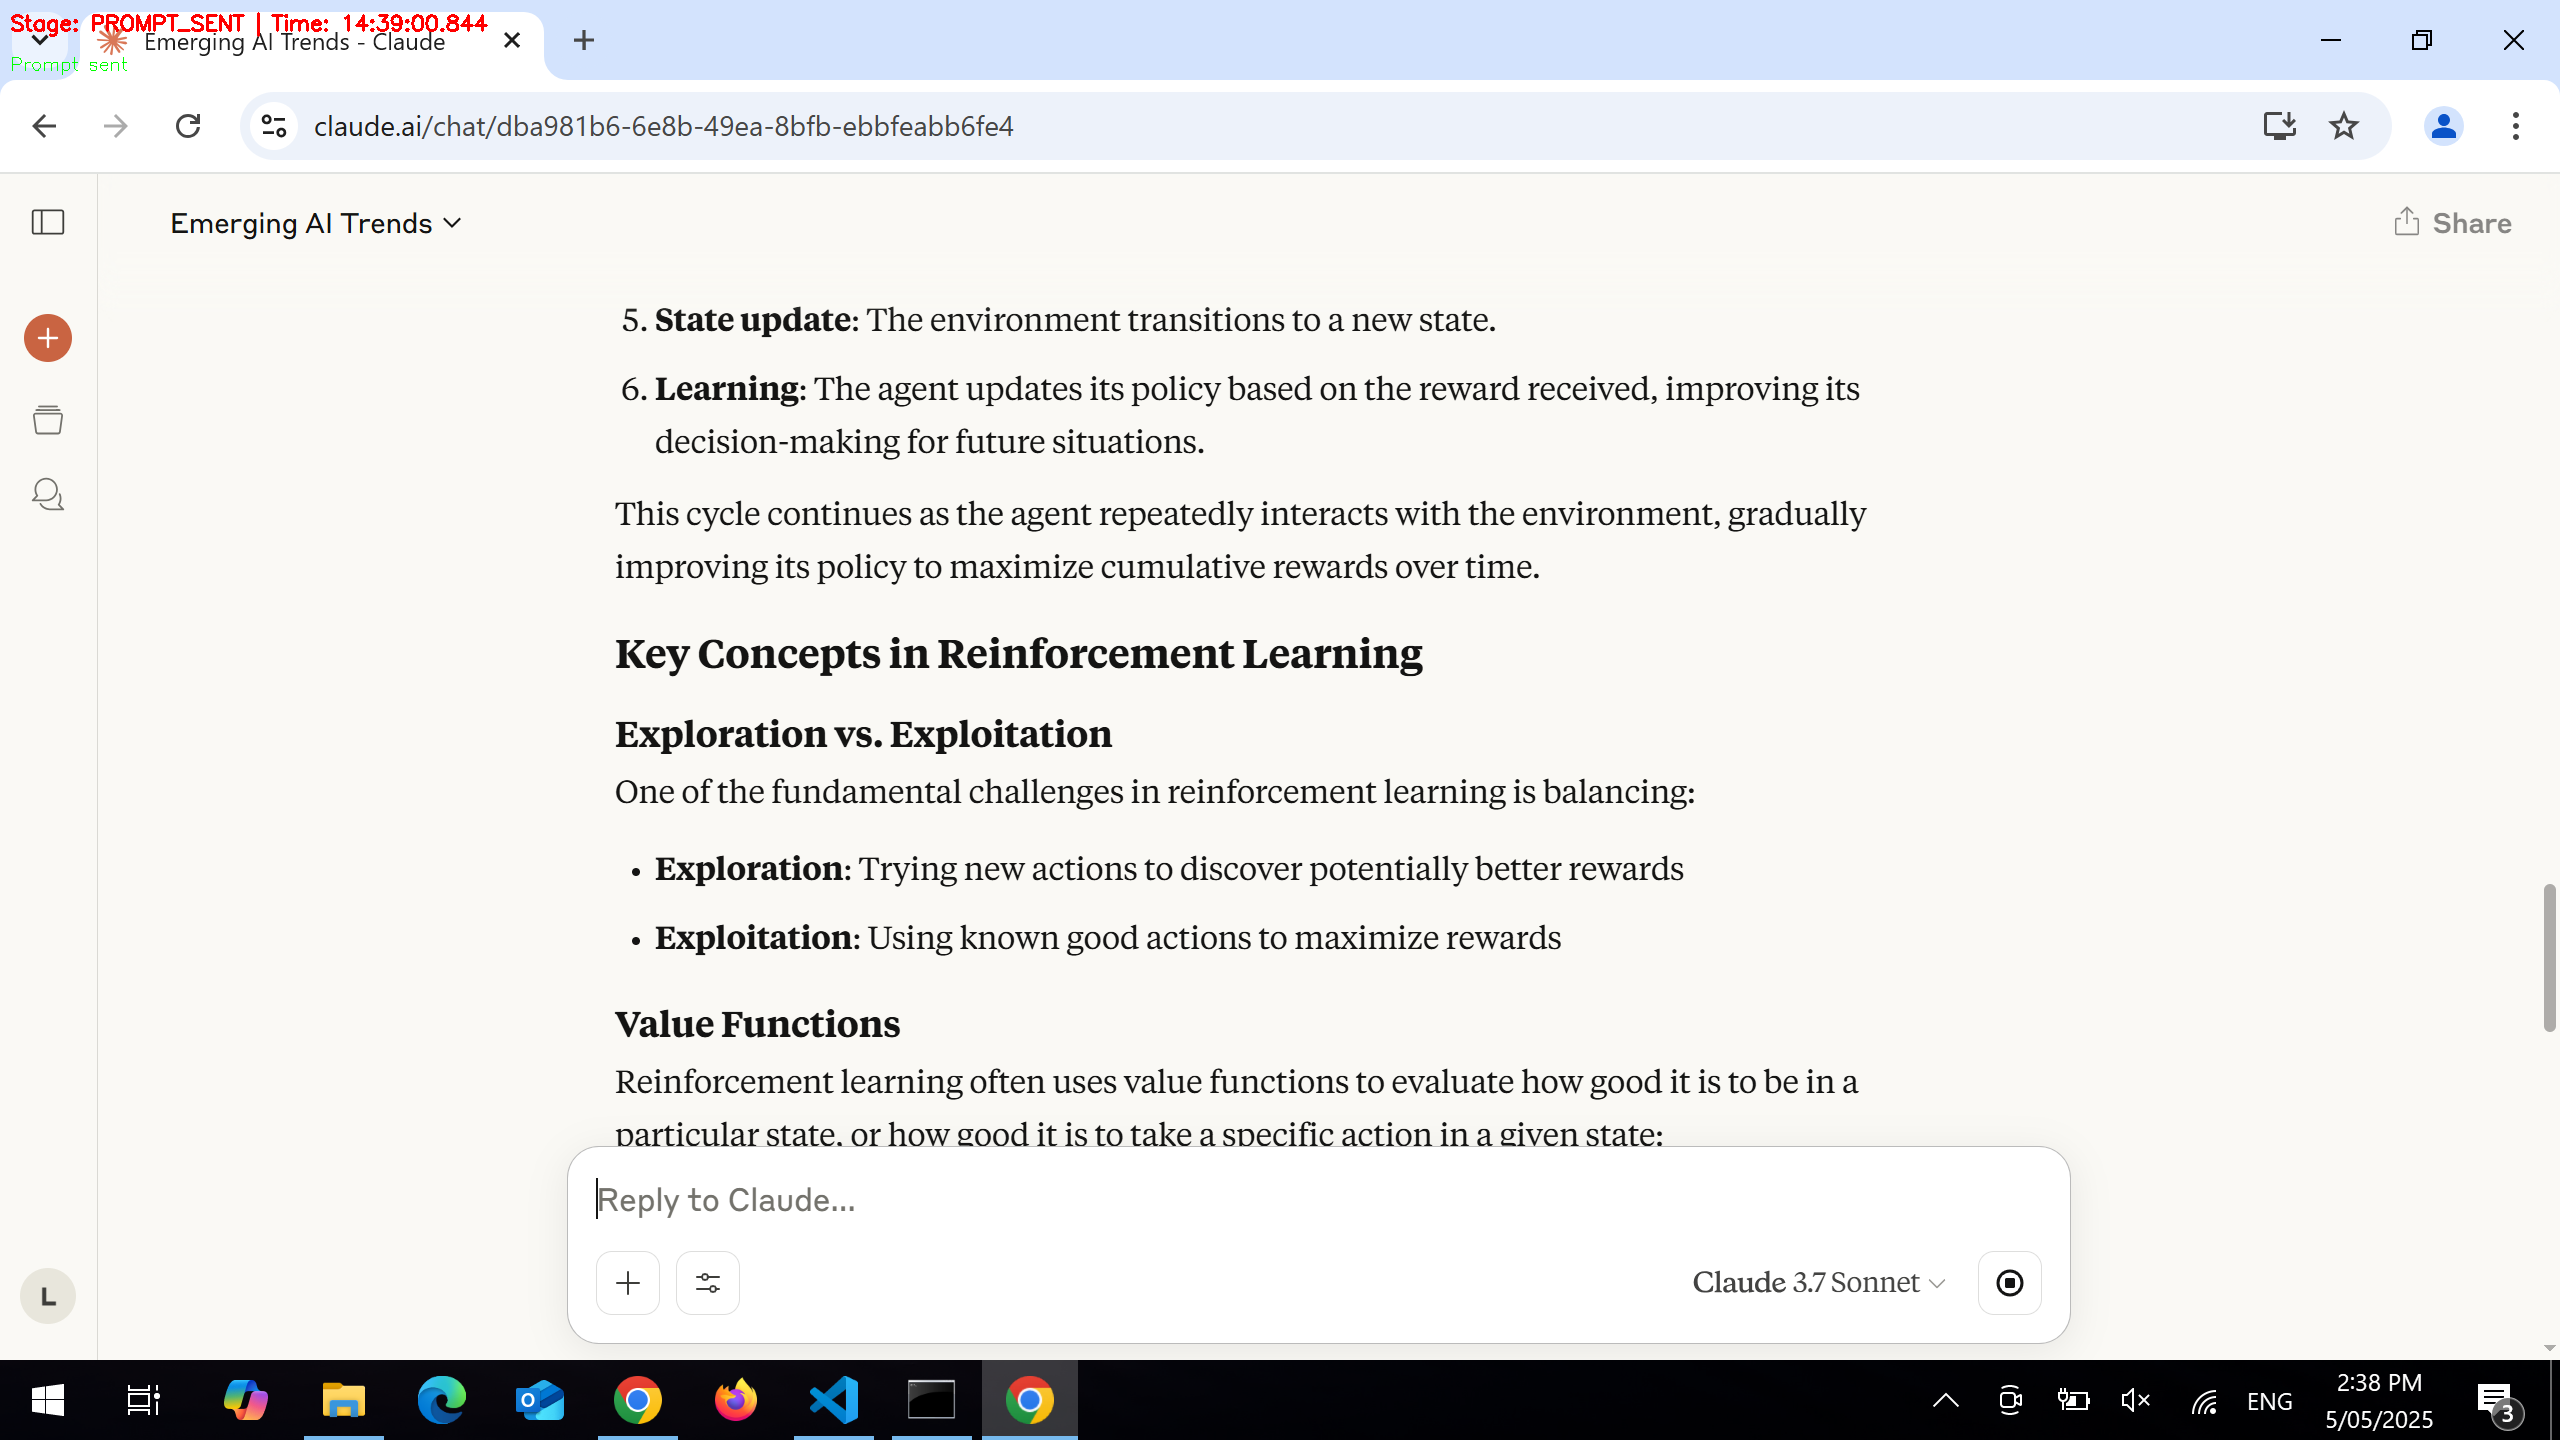 Stage: PROMPT_SENT | Time: 14:39:00.844
Emerging AI Trends - Claude
Prompt sent
claude.ai/chat/dba981b6-6e8b-49ea-8bfb-ebbfeabb6fe4
Emerging AI Trends
Share
5. State update: The environment transitions to a new state.
6. Learning: The agent updates its policy based on the reward received, improving its
decision-making for future situations.
This cycle continues as the agent repeatedly interacts with the environment, gradually
improving its policy to maximize cumulative rewards over time.
Key Concepts in Reinforcement Learning
Exploration vs. Exploitation
One of the fundamental challenges in reinforcement learning is balancing:
• Exploration: Trying new actions to discover potentially better rewards
• Exploitation: Using known good actions to maximize rewards
Value Functions
Reinforcement learning often uses value functions to evaluate how good it is to be in a
particular state, or how good it is to take a specific action in a given state:
Reply to Claude...
Claude 3.7 Sonnet
L
ENG
2:38 PM
5/05/2025
3